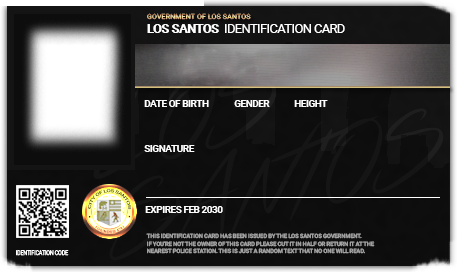 GOVERNMENT OF LOS SANTOS
LOS SANTOS IDENTIFICATION CARD
DATE OF BIRTH GENDER HEIGHT
SIGNATURE
CITY OF LOS SANTOS
EXPIRES FEB 2030
IDENTIFICATION CODE
THIS IDENTIFICATION CARD HAS BEEN ISSUED BY THE LOS SANTOS GOVERNMENT.
IF YOU'RE NOT THE OWNER OF THIS CARD PLEASE CUT IT IN HALF OR RETURN IT AT THE
NEAREST POLICE STATION. THIS IS JUST A RANDOM TEXT THAT NO ONE WILL READ.